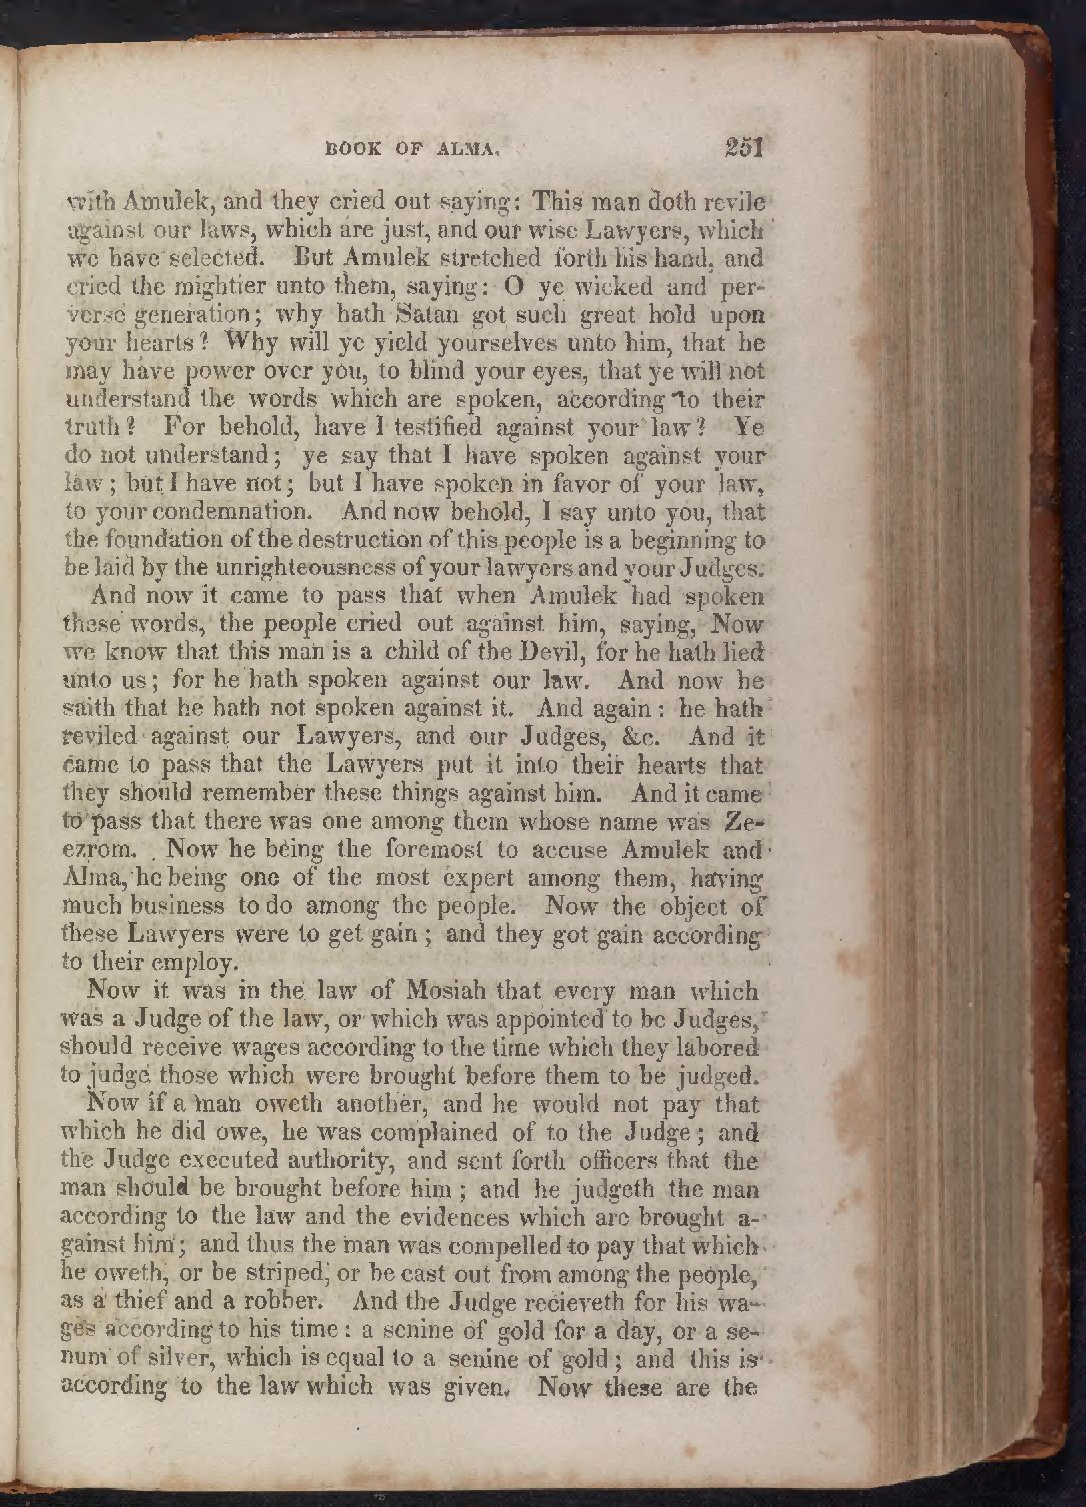 BOOK OF ALMA. 251
with Amulek, and they cried out saying: This man doth revile
against our laws, which are just, and our wise Lawyers, which
we have selected. But Amulek stretched forth his hand, and
cried the mightier unto them, saying: O ye wicked and per-
verse generation; why hath Satan got such great hold upon
your hearts? Why will ye yield yourselves unto him, that he
may have power over you, to blind your eyes, that ye will not
understand the words which are spoken, according to their
truth? For behold, have I testified against your law? Ye
do not understand; ye say that I have spoken against your
law; but I have not; but I have spoken in favor of your law,
to your condemnation. And now behold, I say unto you, that
the foundation of the destruction of this people is a beginning to
be laid by the unrighteousness of your lawyers and your Judges.
And now it came to pass that when Amulek had spoken
these words, the people cried out against him, saying, Now
we know that this man is a child of the Devil, for he hath lied
unto us; for he hath spoken against our law. And now he
saith that he hath not spoken against it. And again: he hath
reviled against our Lawyers, and our Judges, &c. And it
came to pass that the Lawyers put it into their hearts that
they should remember these things against him. And it came
to pass that there was one among them whose name was Ze-
ezrom. Now he being the foremost to accuse Amulek and
Alma, he being one of the most expert among them, having
much business to do among the people. Now the object of
these Lawyers were to get gain; and they got gain according
to their employ.
Now it was in the law of Mosiah that every man which
was a Judge of the law, or which was appointed to be Judges,
should receive wages according to the time which they labored
to judge those which were brought before them to be judged.
Now if a man oweth another, and he would not pay that
which he did owe, he was complained of to the Judge; and
the Judge executed authority, and sent forth officers that the
man should be brought before him; and he judgeth the man
according to the law and the evidences which are brought a-
gainst him; and thus the man was compelled to pay that which
he oweth, or be striped, or be cast out from among the people,
as a thief and a robber. And the Judge recieveth for his wa-
ges according to his time: a senine of gold for a day, or a se-
num of silver, which is equal to a senine of gold; and this is
according to the law which was given. Now these are the